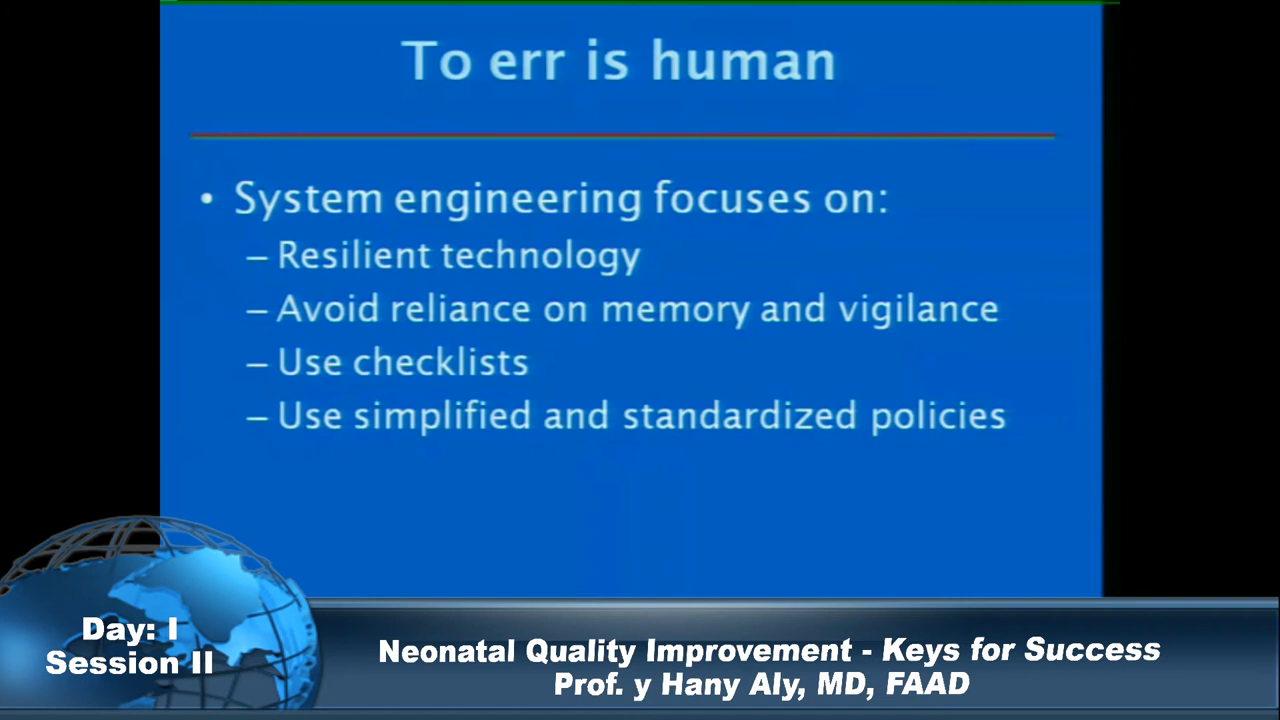 To err is human
• System engineering focuses on:
– Resilient technology
– Avoid reliance on memory and vigilance
– Use checklists
– Use simplified and standardized policies
Day: I
Session II
Neonatal Quality Improvement - Keys for Success
Prof. y Hany Aly, MD, FAAD